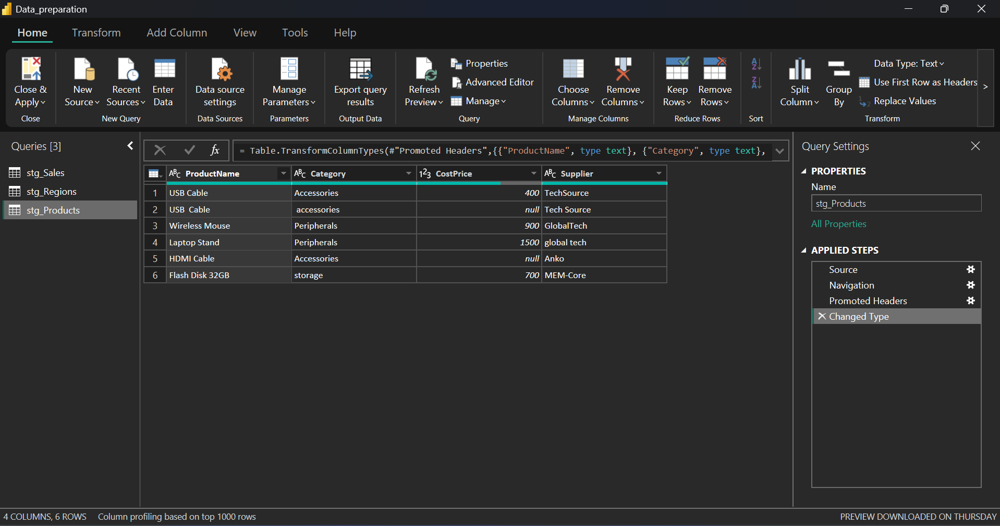 Data_preparation
Home Transform Add Column View Tools Help
Close & Apply
Close
New Source
Recent Sources
Enter Data
New Query
Data source settings
Data Sources
Manage Parameters
Parameters
Export query results
Output Data
Refresh Preview
Properties
Advanced Editor
Manage
Query
Choose Columns
Remove Columns
Manage Columns
Keep Rows
Remove Rows
Reduce Rows
Sort
Split Column
Group By
Data Type: Text
Use First Row as Headers
Replace Values
Transform
Queries [3]
stg_Sales
stg_Regions
stg_Products
fx = Table.TransformColumnTypes(#"Promoted Headers",{{"ProductName", type text}, {"Category", type text},
ABC ProductName ABC Category 123 CostPrice ABC Supplier
1 USB Cable Accessories 400 TechSource
2 USB  Cable  accessories null Tech Source
3 Wireless Mouse Peripherals 900 GlobalTech
4 Laptop Stand Peripherals 1500 global tech
5 HDMI Cable Accessories null Anko
6 Flash Disk 32GB storage 700 MEM-Core
Query Settings
PROPERTIES
Name
stg_Products
All Properties
APPLIED STEPS
Source
Navigation
Promoted Headers
Changed Type
4 COLUMNS, 6 ROWS Column profiling based on top 1000 rows
PREVIEW DOWNLOADED ON THURSDAY